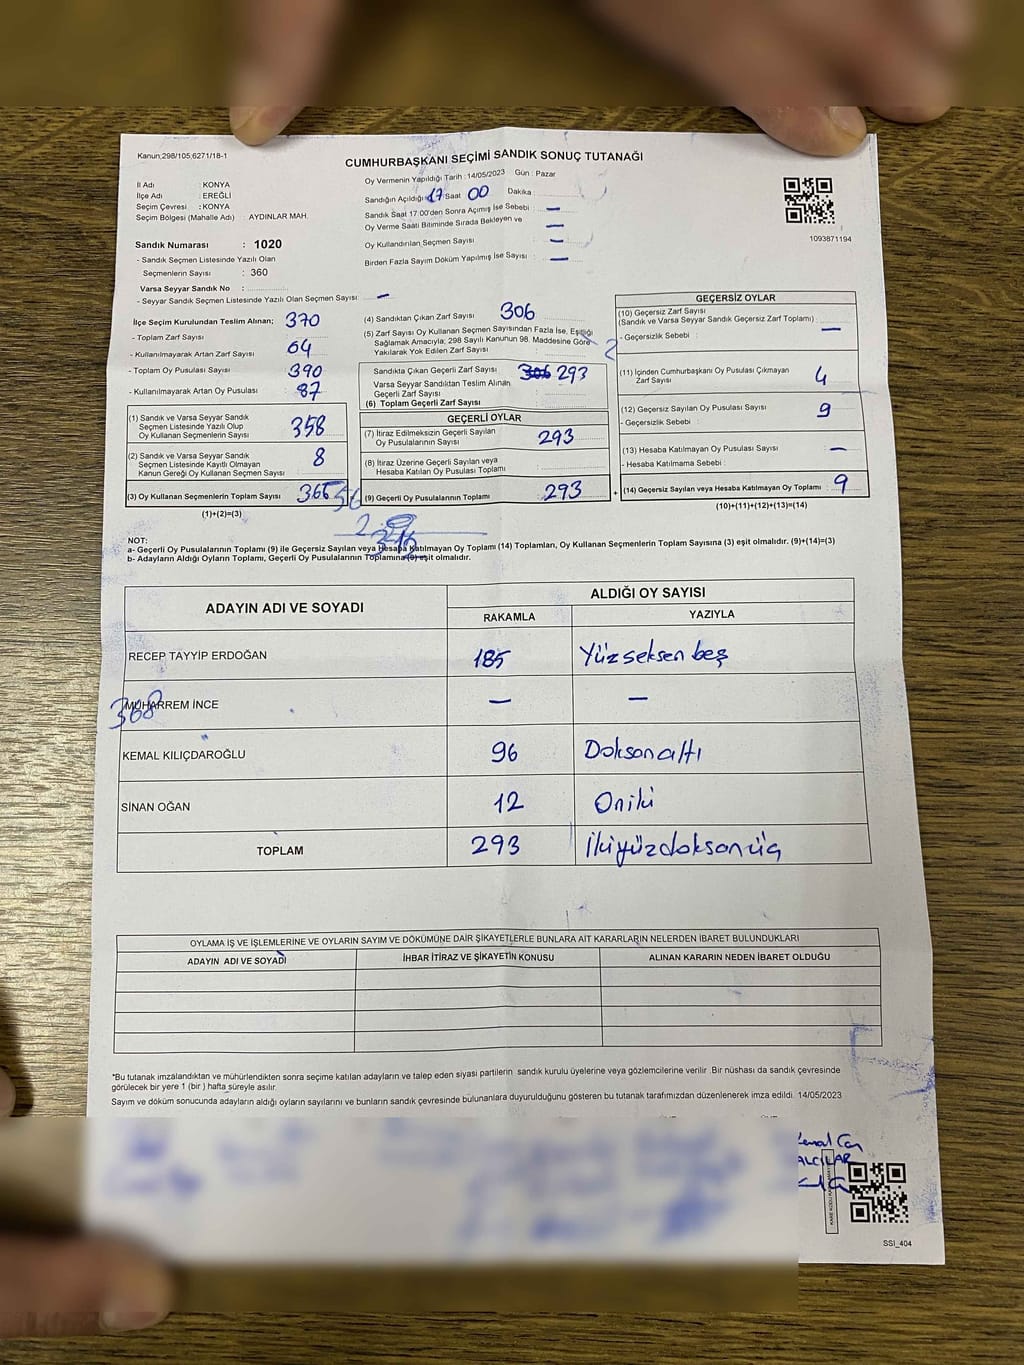 Kanun;298/105;6271/18-1
CUMHURBAŞKANI SEÇİMİ SANDIK SONUÇ TUTANAĞI
İl Adı : KONYA
İlçe Adı : EREĞLİ
Seçim Çevresi : KONYA
Seçim Bölgesi (Mahalle Adı) : AYDINLAR MAH.
Sandık Numarası : 1020
- Sandık Seçmen Listesinde Yazılı Olan
Seçmenlerin Sayısı : 360
Varsa Seyyar Sandık No :
- Seyyar Sandık Seçmen Listesinde Yazılı Olan Seçmen Sayısı: —
Oy Vermenin Yapıldığı Tarih : 14/05/2023 Gün : Pazar
Sandığın Açıldığı 17 Saat 00 Dakika :
Sandık Saat 17:00'den Sonra Açımış İse Sebebi : —
Oy Verme Saati Bitiminde Sırada Bekleyen ve —
Oy Kullandırılan Seçmen Sayısı : —
Birden Fazla Sayım Döküm Yapılmış İse Sayısı : —
1093871194
İlçe Seçim Kurulundan Teslim Alınan; 370
- Toplam Zarf Sayısı
- Kullanılmayarak Artan Zarf Sayısı 64
- Toplam Oy Pusulası Sayısı 390
- Kullanılmayarak Artan Oy Pusulası 87
(1) Sandık ve Varsa Seyyar Sandık
Seçmen Listesinde Yazılı Olup
Oy Kullanan Seçmenlerin Sayısı 358
(2) Sandık ve Varsa Seyyar Sandık
Seçmen Listesinde Kayıtlı Olmayan
Kanun Gereği Oy Kullanan Seçmen Sayısı 8
(3) Oy Kullanan Seçmenlerin Toplam Sayısı 366
(1)+(2)=(3)
(4) Sandıktan Çıkan Zarf Sayısı 306
(5) Zarf Sayısı Oy Kullanan Seçmen Sayısından Fazla İse, Eşitliği
Sağlamak Amacıyla; 298 Sayılı Kanunun 98. Maddesine Göre
Yakılarak Yok Edilen Zarf Sayısı 2
Sandıkta Çıkan Geçerli Zarf Sayısı 306 293
Varsa Seyyar Sandıktan Teslim Alınan
Geçerli Zarf Sayısı
(6) Toplam Geçerli Zarf Sayısı
GEÇERLİ OYLAR
(7) İtiraz Edilmeksizin Geçerli Sayılan
Oy Pusulalarının Sayısı 293
(8) İtiraz Üzerine Geçerli Sayılan veya
Hesaba Katılan Oy Pusulası Toplamı
(9) Geçerli Oy Pusulalarının Toplamı 293
+
GEÇERSİZ OYLAR
(10) Geçersiz Zarf Sayısı
(Sandık ve Varsa Seyyar Sandık Geçersiz Zarf Toplamı) : —
- Geçersizlik Sebebi :
(11) İçinden Cumhurbaşkanı Oy Pusulası Çıkmayan
Zarf Sayısı 4
(12) Geçersiz Sayılan Oy Pusulası Sayısı 9
- Geçersizlik Sebebi :
(13) Hesaba Katılmayan Oy Pusulası Sayısı —
- Hesaba Katılmama Sebebi :
(14) Geçersiz Sayılan veya Hesaba Katılmayan Oy Toplamı 9
(10)+(11)+(12)+(13)=(14)
NOT:
a- Geçerli Oy Pusulalarının Toplamı (9) ile Geçersiz Sayılan veya Hesaba Katılmayan Oy Toplamı (14) Toplamları, Oy Kullanan Seçmenlerin Toplam Sayısına (3) eşit olmalıdır. (9)+(14)=(3)
b- Adayların Aldığı Oyların Toplamı, Geçerli Oy Pusulalarının Toplamına (9) eşit olmalıdır.
ADAYIN ADI VE SOYADI
ALDIĞI OY SAYISI
RAKAMLA YAZIYLA
RECEP TAYYİP ERDOĞAN 185 Yüzseksen beş
MUHARREM İNCE — —
368
KEMAL KILIÇDAROĞLU 96 Doksanaltı
SİNAN OĞAN 12 Oniki
TOPLAM 293 İkiyüzdoksanüç
OYLAMA İŞ VE İŞLEMLERİNE VE OYLARIN SAYIM VE DÖKÜMÜNE DAİR ŞİKAYETLERLE BUNLARA AİT KARARLARIN NELERDEN İBARET BULUNDUKLARI
ADAYIN ADI VE SOYADI İHBAR İTİRAZ VE ŞİKAYETİN KONUSU ALINAN KARARIN NEDEN İBARET OLDUĞU
*Bu tutanak imzalandıktan ve mühürlendikten sonra seçime katılan adayların ve talep eden siyasi partilerin sandık kurulu üyelerine veya gözlemcilerine verilir .Bir nüshası da sandık çevresinde
görülecek bir yere 1 (bir ) hafta süreyle asılır.
Sayım ve döküm sonucunda adayların aldığı oyların sayılarını ve bunların sandık çevresinde bulunanlara duyurulduğunu gösteren bu tutanak tarafımızdan düzenlenerek imza edildi. 14/05/2023
SSI_404